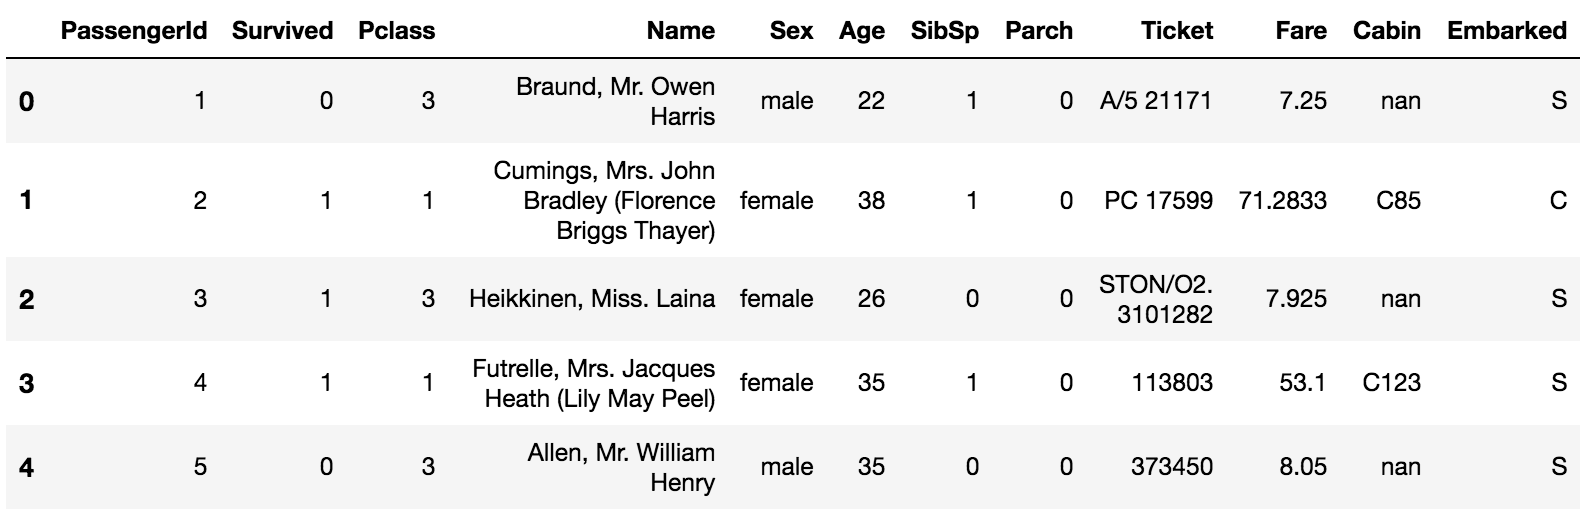 PassengerId Survived Pclass Name Sex Age SibSp Parch Ticket Fare Cabin Embarked
0 1 0 3 Braund, Mr. Owen Harris male 22 1 0 A/5 21171 7.25 nan S
1 2 1 1 Cumings, Mrs. John Bradley (Florence Briggs Thayer) female 38 1 0 PC 17599 71.2833 C85 C
2 3 1 3 Heikkinen, Miss. Laina female 26 0 0 STON/O2. 3101282 7.925 nan S
3 4 1 1 Futrelle, Mrs. Jacques Heath (Lily May Peel) female 35 1 0 113803 53.1 C123 S
4 5 0 3 Allen, Mr. William Henry male 35 0 0 373450 8.05 nan S